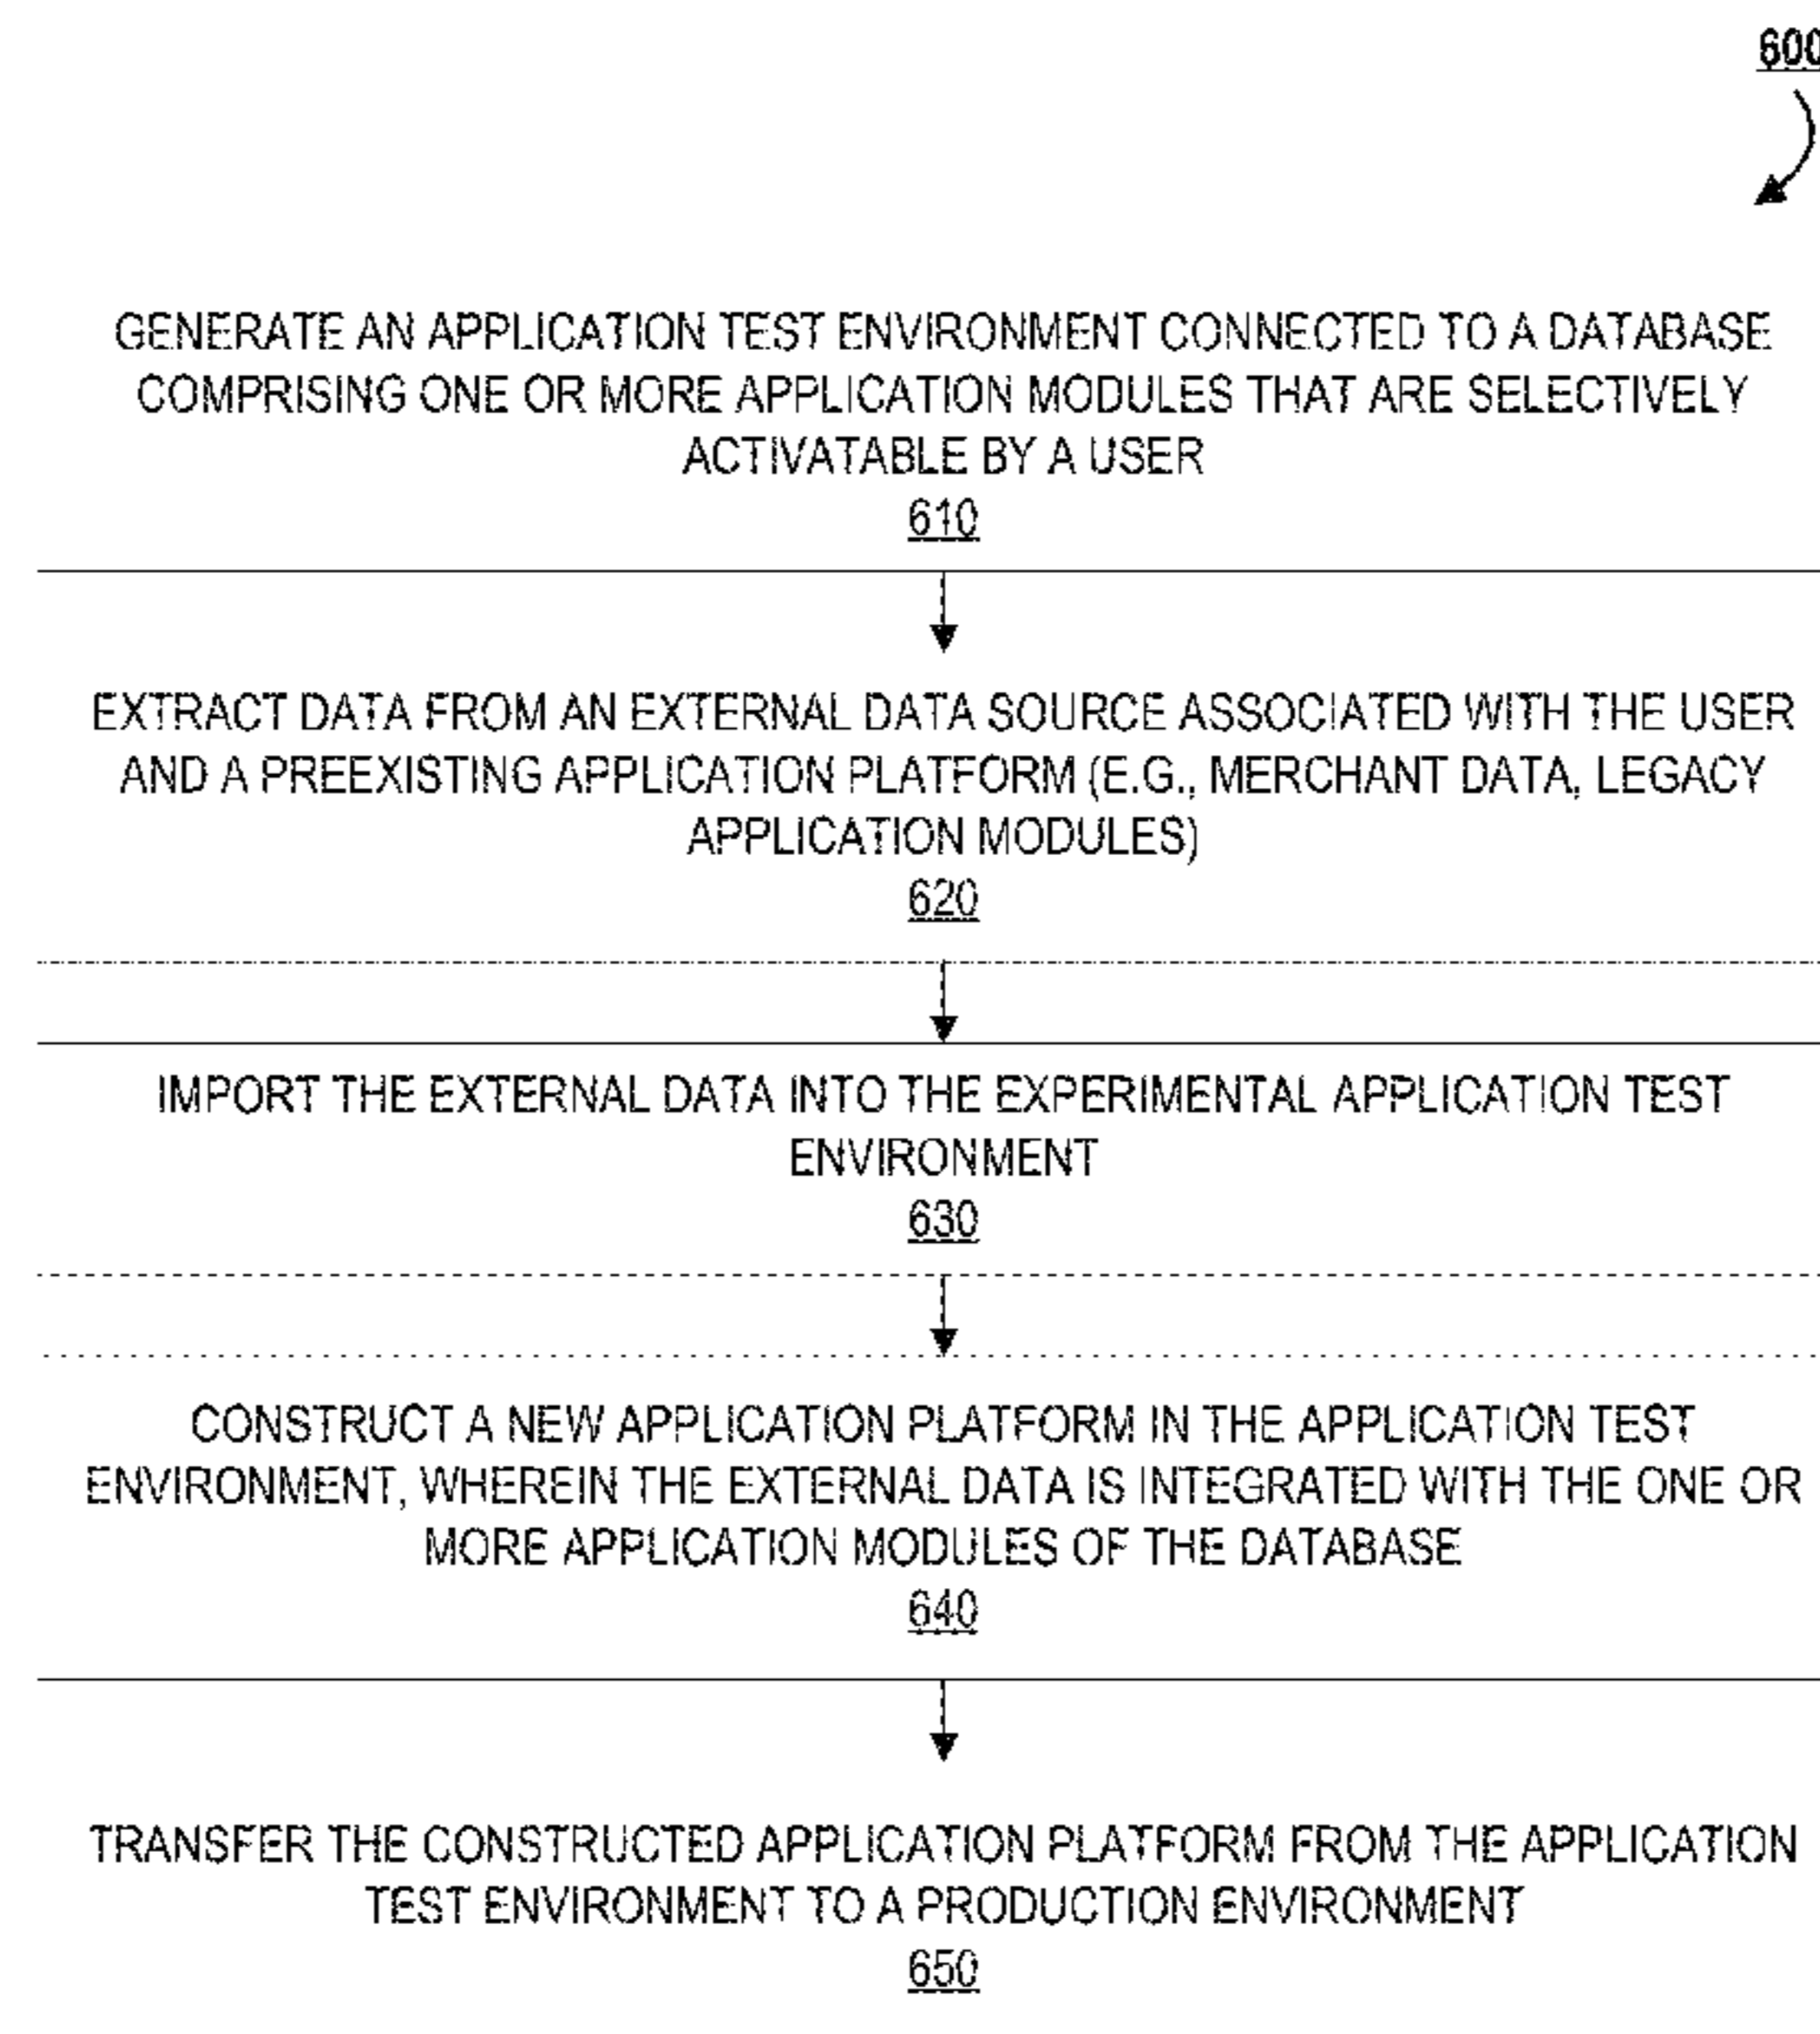 600
GENERATE AN APPLICATION TEST ENVIRONMENT CONNECTED TO A DATABASE
COMPRISING ONE OR MORE APPLICATION MODULES THAT ARE SELECTIVELY
ACTIVATABLE BY A USER
610
EXTRACT DATA FROM AN EXTERNAL DATA SOURCE ASSOCIATED WITH THE USER
AND A PREEXISTING APPLICATION PLATFORM (E.G., MERCHANT DATA, LEGACY
APPLICATION MODULES)
620
IMPORT THE EXTERNAL DATA INTO THE EXPERIMENTAL APPLICATION TEST
ENVIRONMENT
630
CONSTRUCT A NEW APPLICATION PLATFORM IN THE APPLICATION TEST
ENVIRONMENT, WHEREIN THE EXTERNAL DATA IS INTEGRATED WITH THE ONE OR
MORE APPLICATION MODULES OF THE DATABASE
640
TRANSFER THE CONSTRUCTED APPLICATION PLATFORM FROM THE APPLICATION
TEST ENVIRONMENT TO A PRODUCTION ENVIRONMENT
650